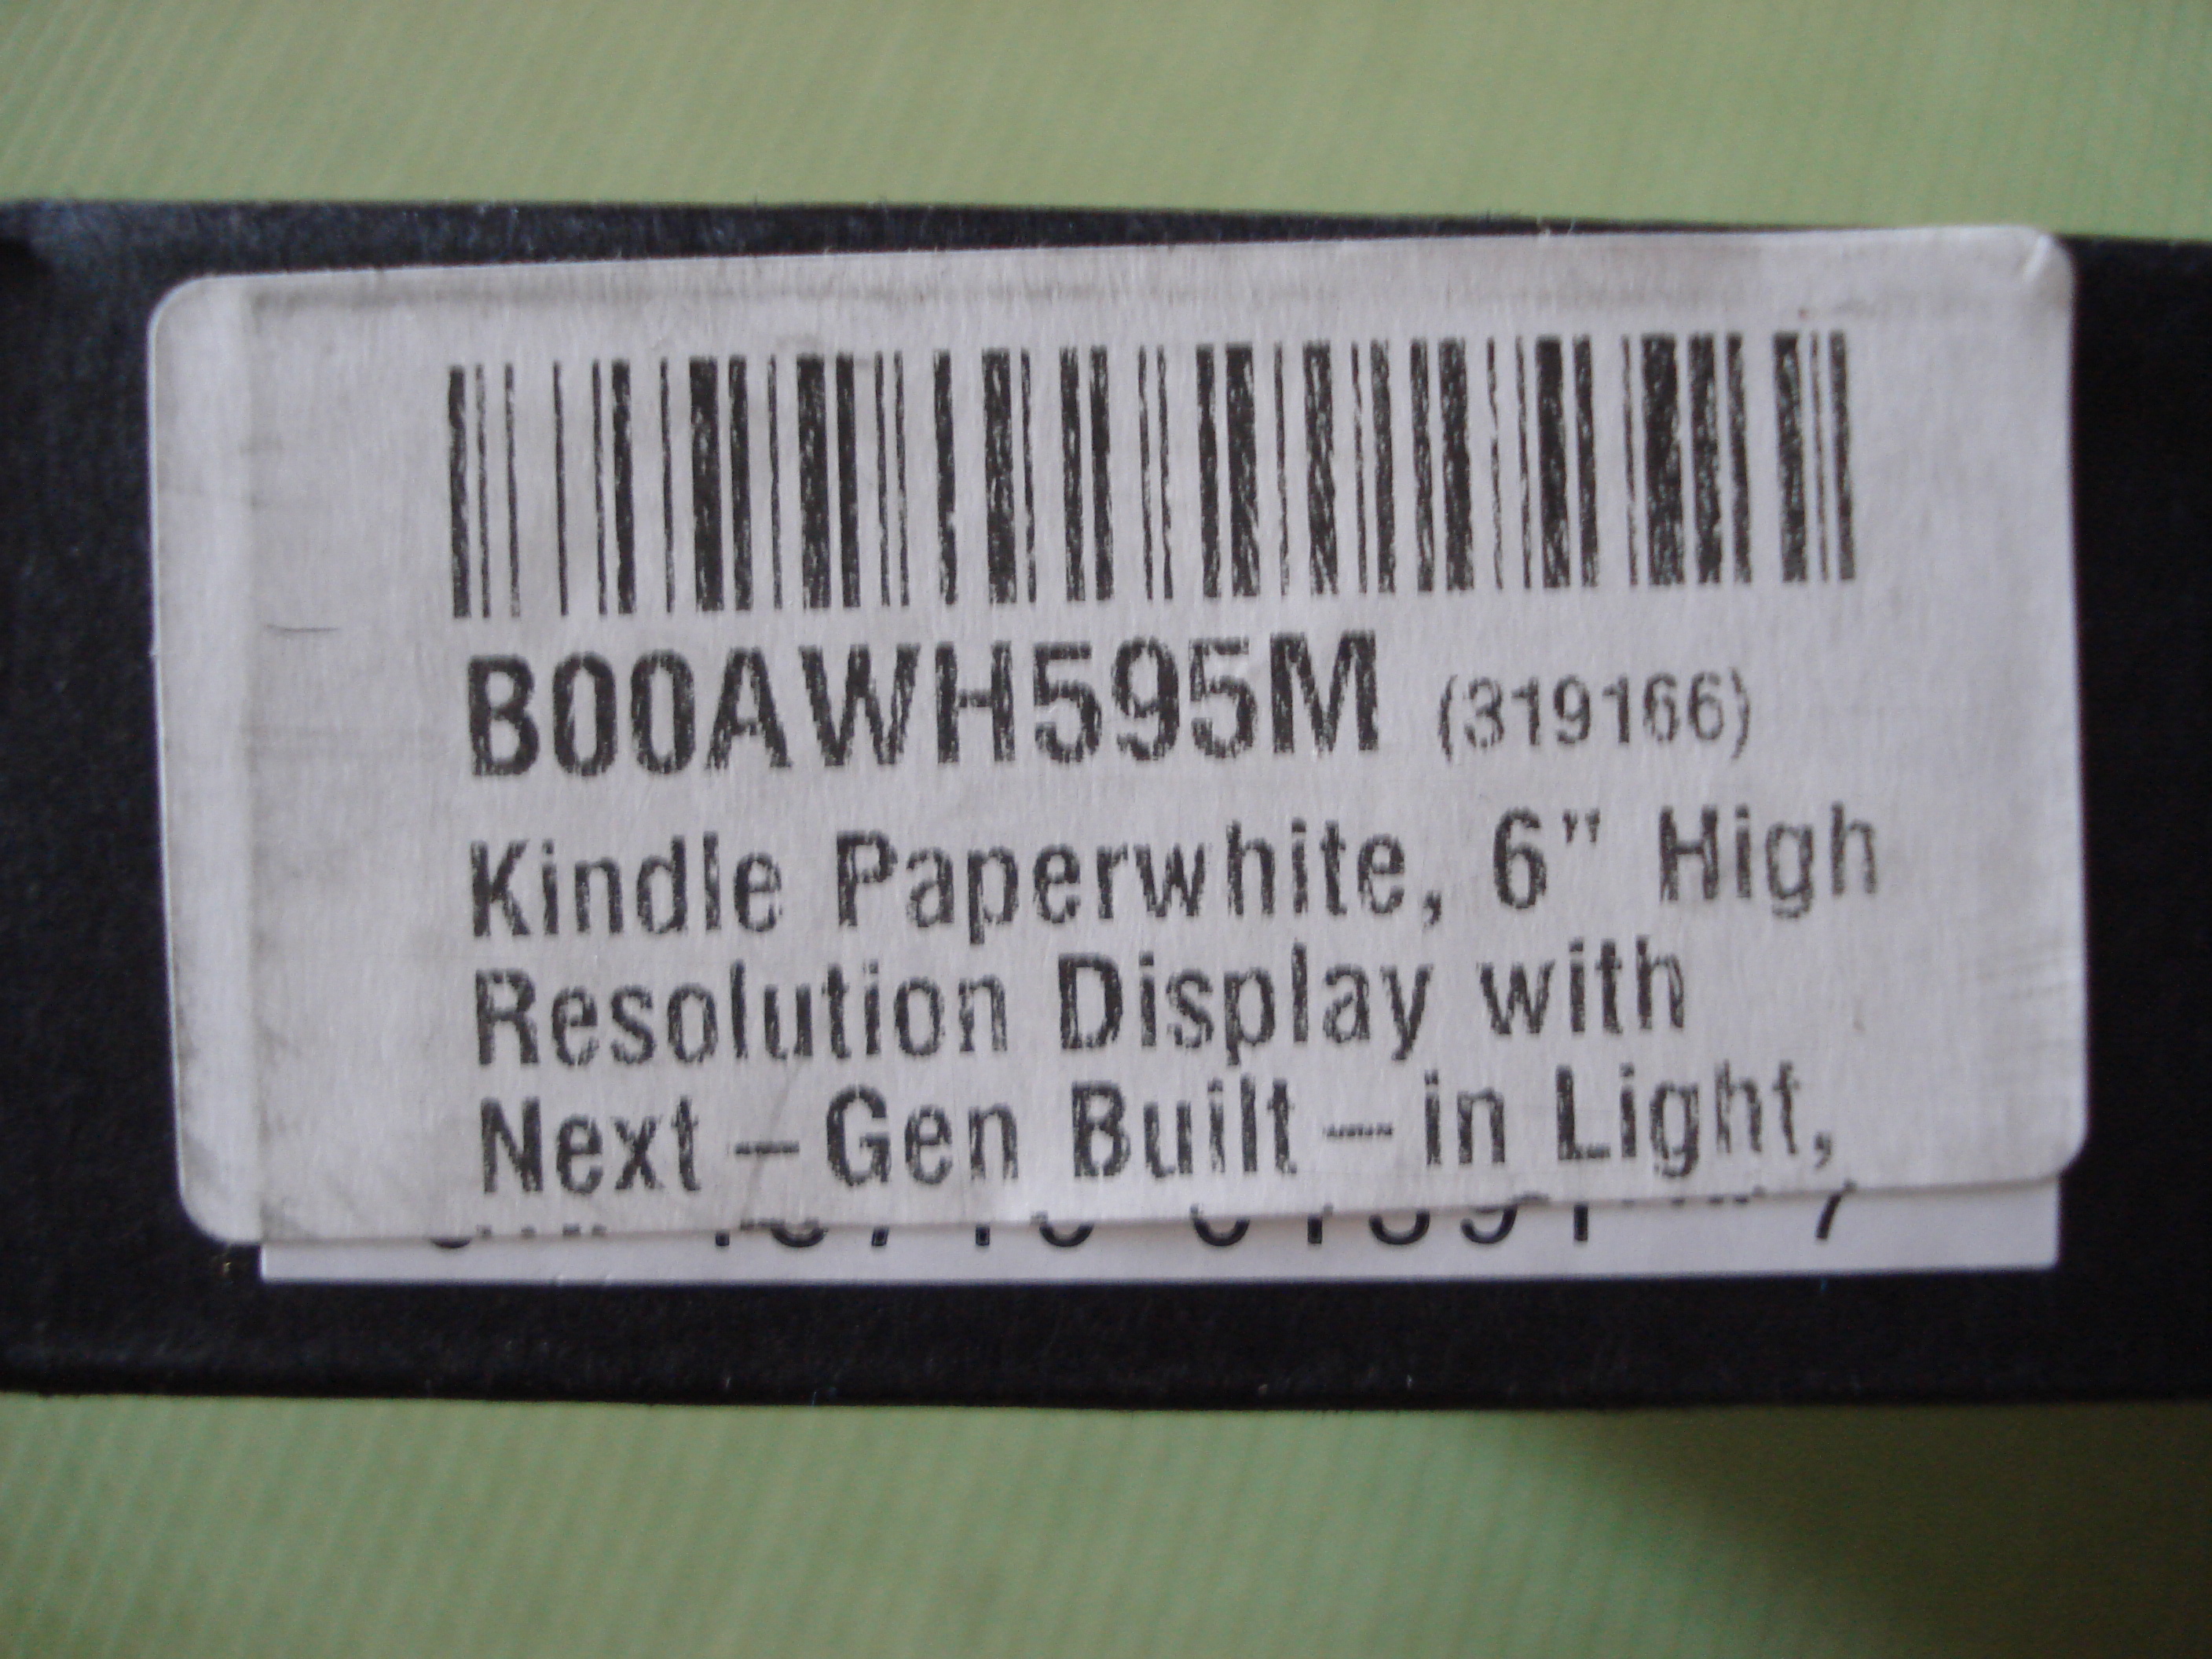 B00AWH595M (319166)
Kindle Paperwhite, 6" High
Resolution Display with
Next-Gen Built-in Light,